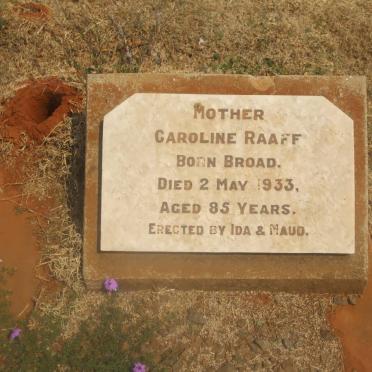 MOTHER
CAROLINE RAAFF
BORN BROAD.
DIED 2 MAY 1933,
AGED 85 YEARS.
ERECTED BY IDA & MAUD.